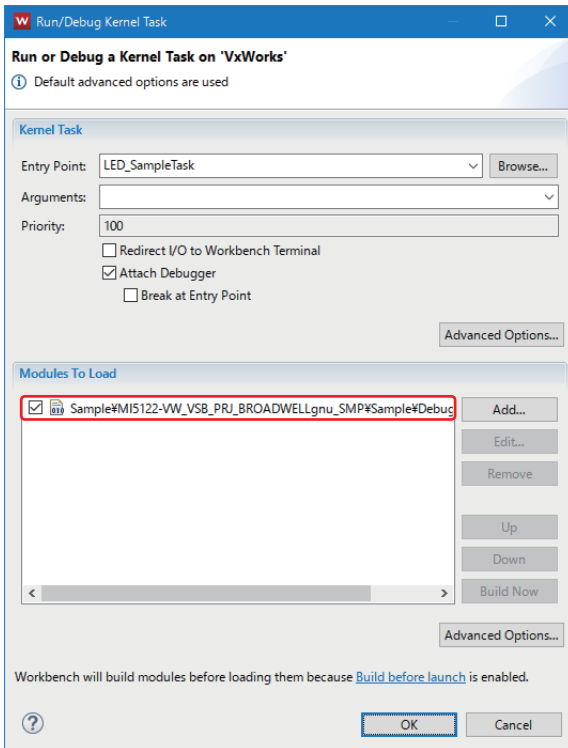 W Run/Debug Kernel Task
Run or Debug a Kernel Task on 'VxWorks'
Default advanced options are used
Kernel Task
Entry Point: LED_SampleTask Browse...
Arguments:
Priority: 100
Redirect I/O to Workbench Terminal
Attach Debugger
Break at Entry Point
Advanced Options...
Modules To Load
010 Sample¥MI5122-VW_VSB_PRJ_BROADWELLgnu_SMP¥Sample¥Debug Add...
Edit...
Remove
Up
Down
Build Now
Advanced Options...
Workbench will build modules before loading them because Build before launch is enabled.
? OK Cancel